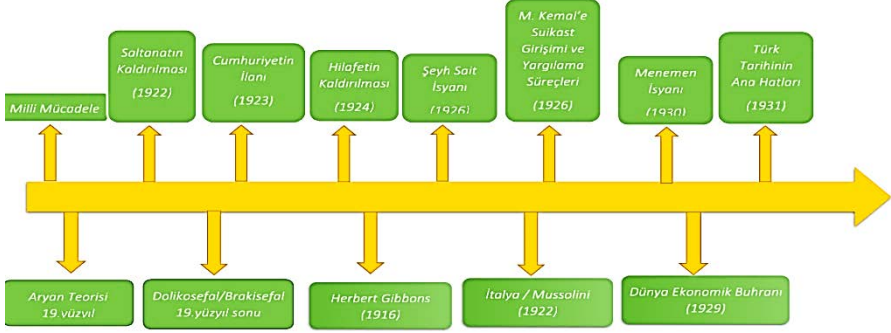 Millî Mücadele
Saltanatın
Kaldırılması
(1922)
Cumhuriyetin
İlanı
(1923)
Hilafetin
Kaldırılması
(1924)
Şeyh Sait
İsyanı
(1926)
M. Kemal'e
Suikast
Girişimi ve
Yargılama
Süreçleri
(1926)
Menemen
İsyanı
(1930)
Türk
Tarihinin
Ana Hatları
(1931)
Aryan Teorisi
19.yüzyıl
Dolikosefal/Brakisefal
19.yüzyıl sonu
Herbert Gibbons
(1916)
İtalya / Mussolini
(1922)
Dünya Ekonomik Buhranı
(1929)